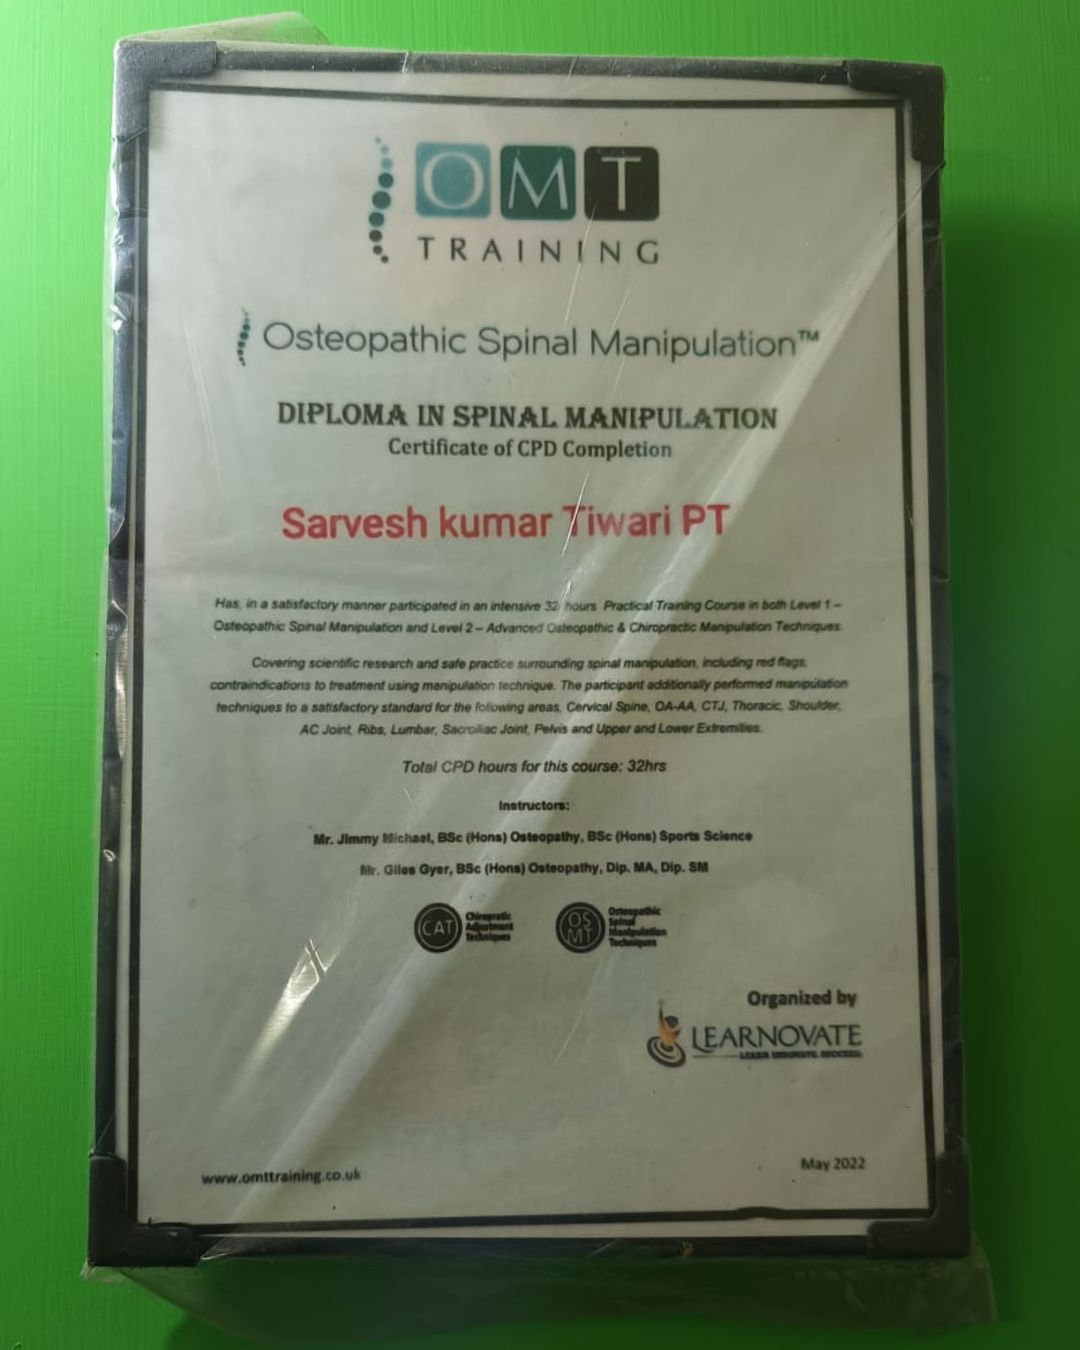 OMT
TRAINING
Osteopathic Spinal Manipulation™
DIPLOMA IN SPINAL MANIPULATION
Certificate of CPD Completion
Sarvesh kumar Tiwari PT
Has, in a satisfactory manner participated in an intensive 32 hours Practical Training Course in both Level 1 –
Osteopathic Spinal Manipulation and Level 2 – Advanced Osteopathic & Chiropractic Manipulation Techniques.
Covering scientific research and safe practice surrounding spinal manipulation, including red flags,
contraindications to treatment using manipulation technique. The participant additionally performed manipulation
techniques to a satisfactory standard for the following areas, Cervical Spine, OA-AA, CTJ, Thoracic, Shoulder,
AC Joint, Ribs, Lumbar, Sacroiliac Joint, Pelvis and Upper and Lower Extremities.
Total CPD hours for this course: 32hrs
Instructors:
Mr. Jimmy Michael, BSc (Hons) Osteopathy, BSc (Hons) Sports Science
Mr. Giles Gyer, BSc (Hons) Osteopathy, Dip. MA, Dip. SM
CAT
Chiropratic
Adjustment
Techniques
OS
MT
Osteopathic
Spinal
Manipulation
Techniques
Organized by
LEARNOVATE
LEARN. INNOVATE. SUCCEED.
May 2022
www.omttraining.co.uk